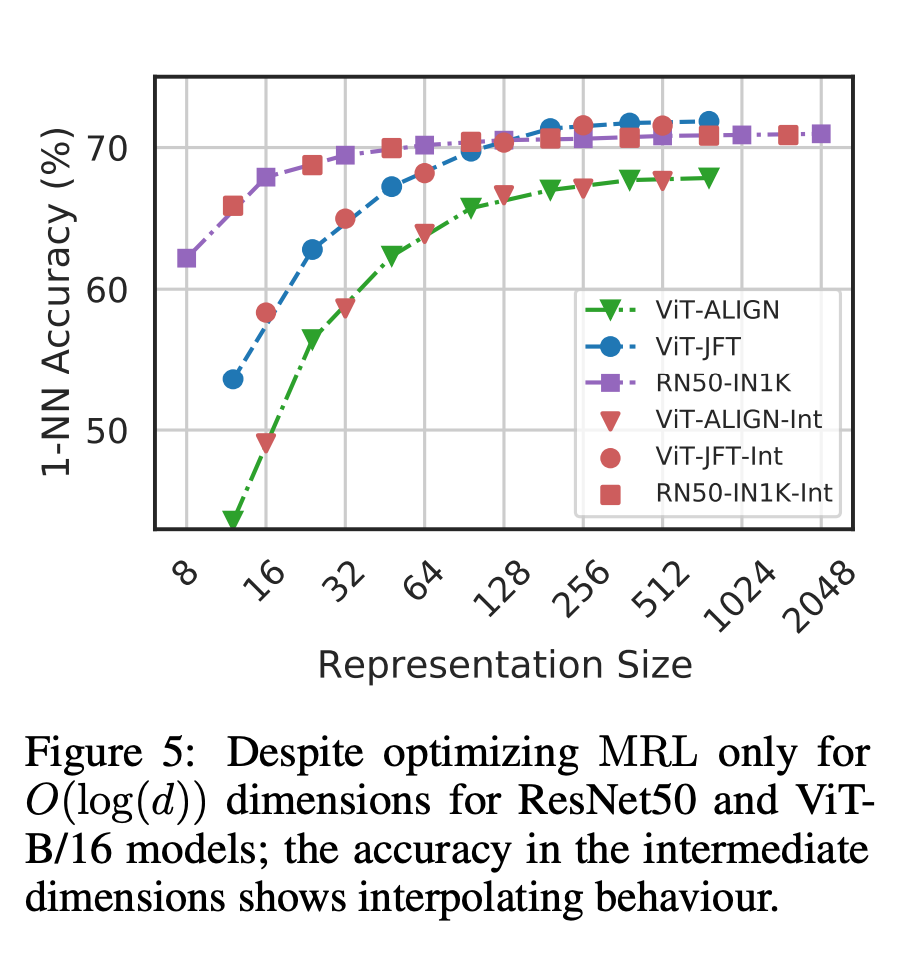 1-NN Accuracy (%)
70
60
50
ViT-ALIGN
ViT-JFT
RN50-IN1K
ViT-ALIGN-Int
ViT-JFT-Int
RN50-IN1K-Int
8 16 32 64 128 256 512 1024 2048
Representation Size
Figure 5: Despite optimizing MRL only for
O(log(d)) dimensions for ResNet50 and ViT-
B/16 models; the accuracy in the intermediate
dimensions shows interpolating behaviour.